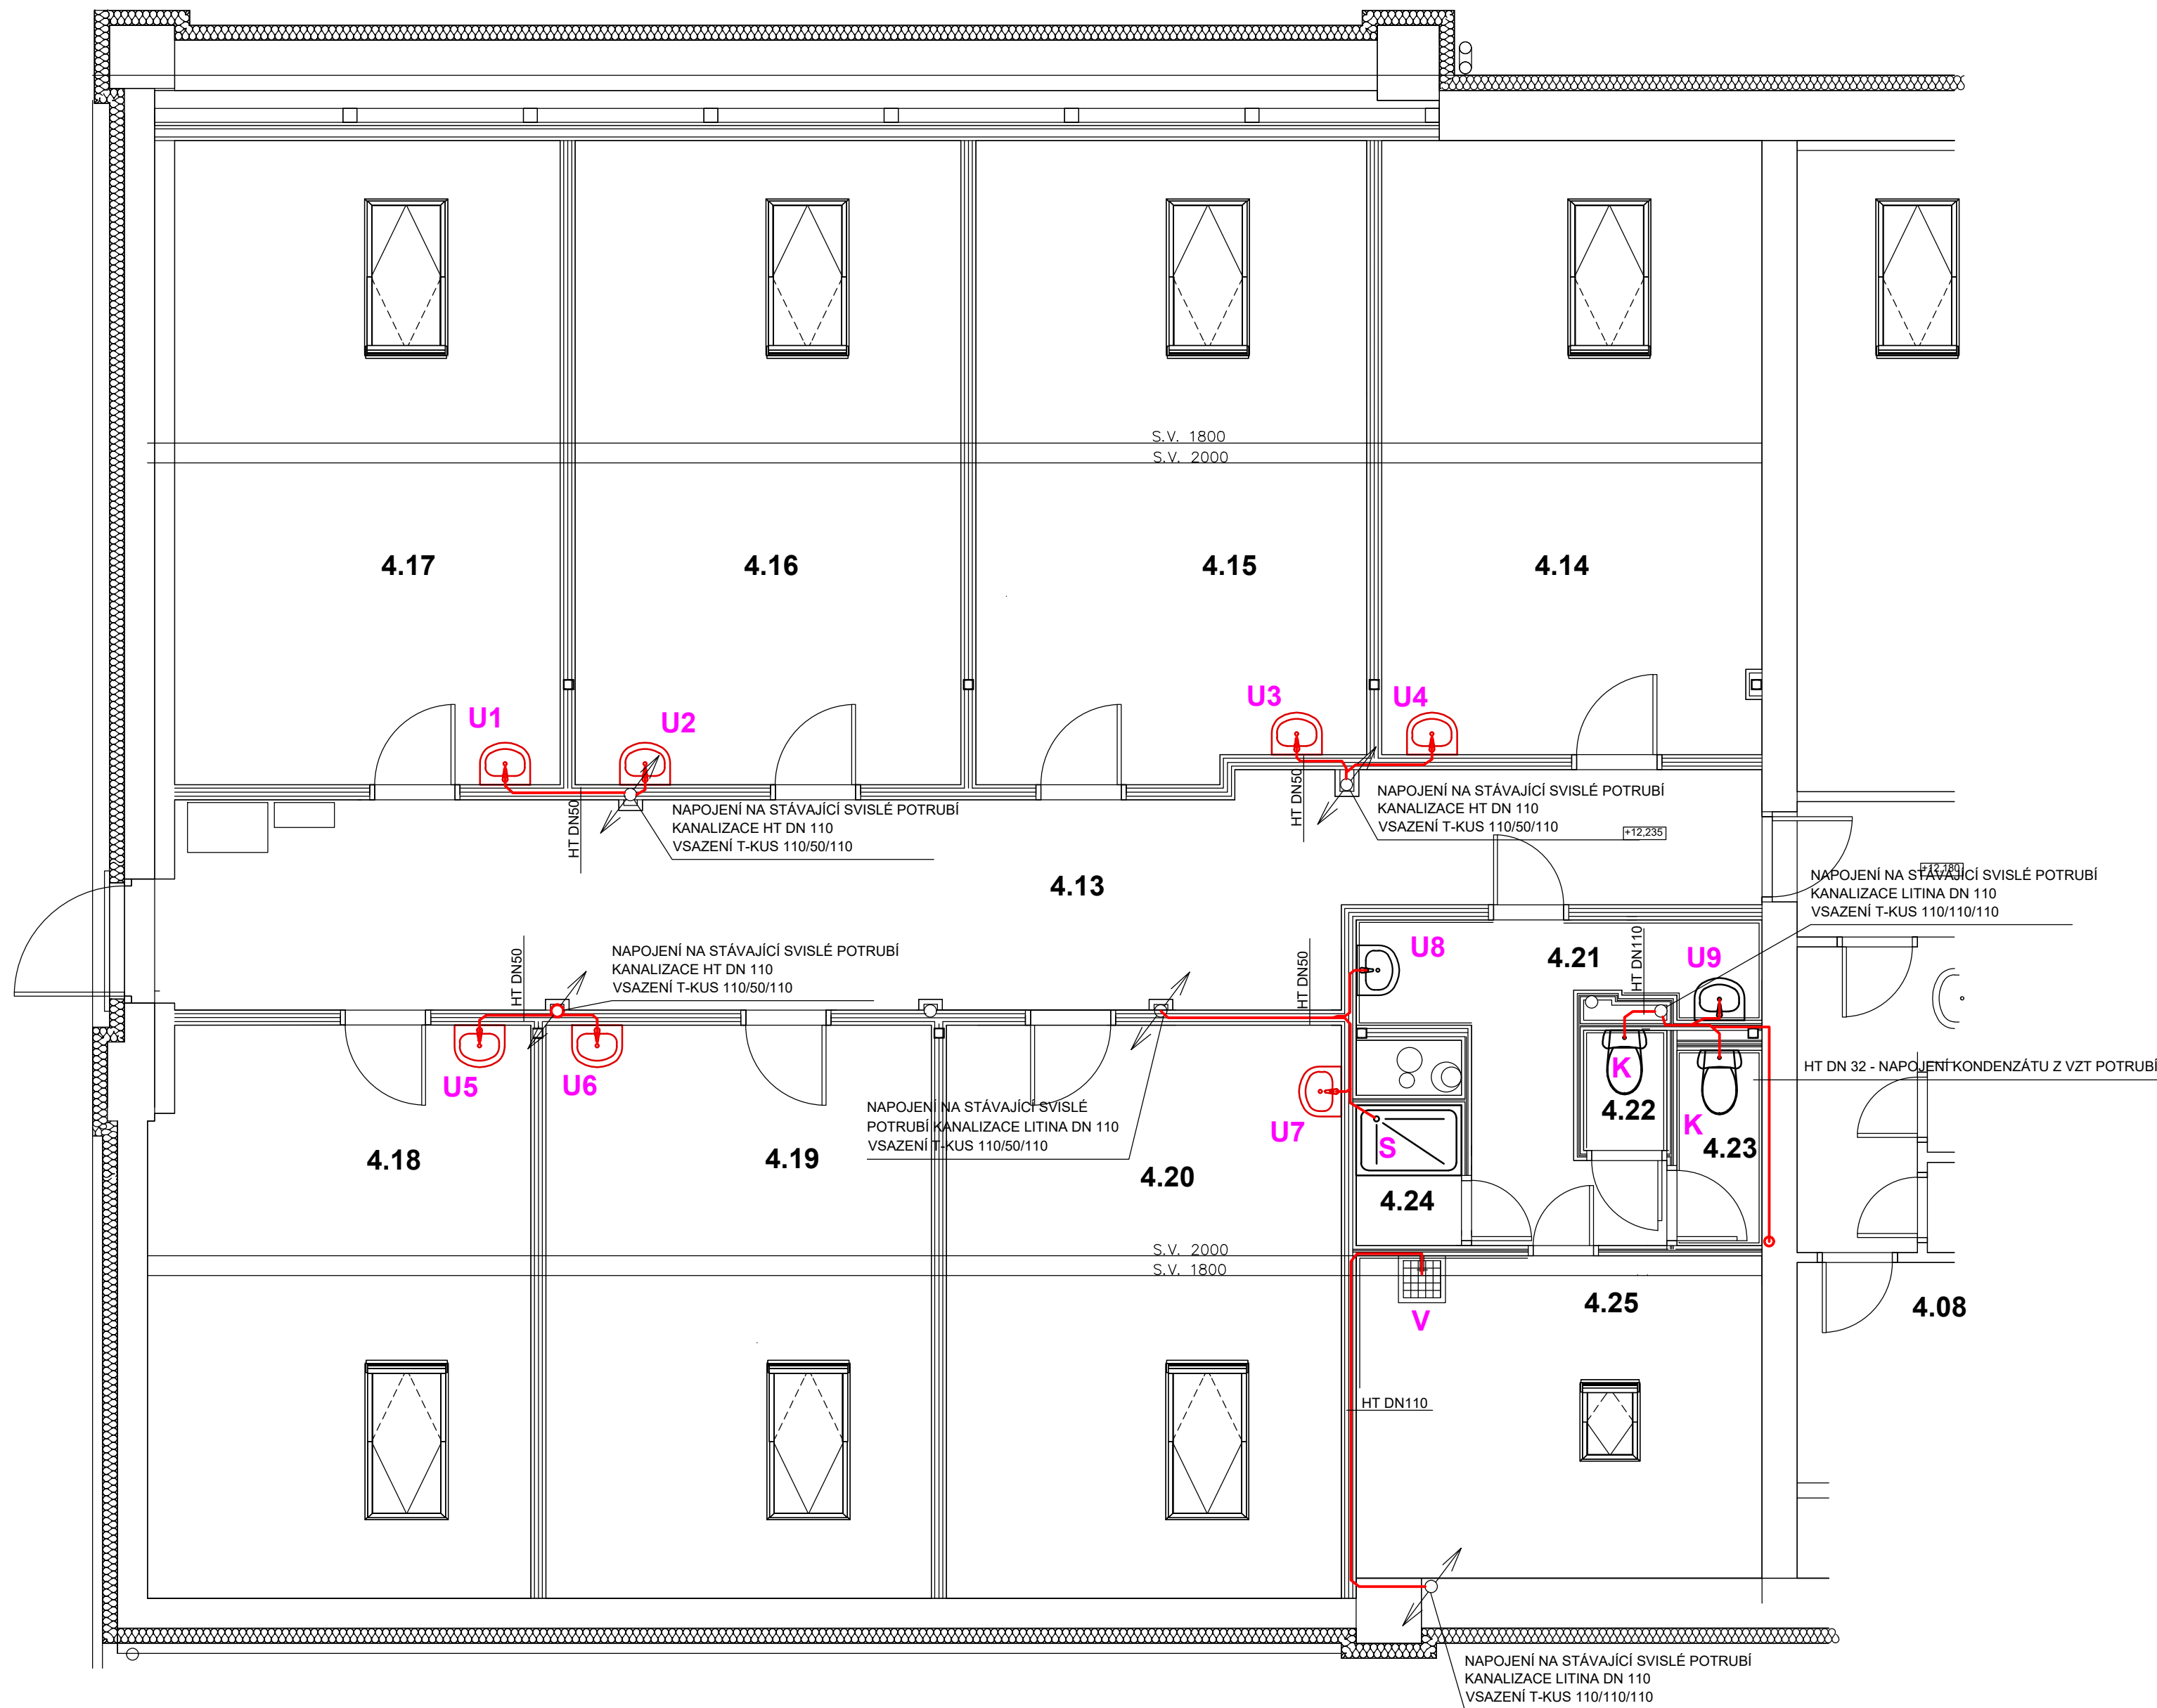 S.V. 1800
S.V. 2000
4.17
4.16
4.15
4.14
U1
U2
U3
U4
HT DN50
NAPOJENÍ NA STÁVAJÍCÍ SVISLÉ POTRUBÍ
KANALIZACE HT DN 110
VSAZENÍ T-KUS 110/50/110
HT DN50
NAPOJENÍ NA STÁVAJÍCÍ SVISLÉ POTRUBÍ
KANALIZACE HT DN 110
VSAZENÍ T-KUS 110/50/110
+12,235
4.13
+12,180
NAPOJENÍ NA STÁVAJÍCÍ SVISLÉ POTRUBÍ
KANALIZACE LITINA DN 110
VSAZENÍ T-KUS 110/110/110
HT DN50
NAPOJENÍ NA STÁVAJÍCÍ SVISLÉ POTRUBÍ
KANALIZACE HT DN 110
VSAZENÍ T-KUS 110/50/110
HT DN50
U8
4.21
HT DN110
U9
U5
U6
K
HT DN 32 - NAPOJENÍ KONDENZÁTU Z VZT POTRUBÍ
NAPOJENÍ NA STÁVAJÍCÍ SVISLÉ
POTRUBÍ KANALIZACE LITINA DN 110
VSAZENÍ T-KUS 110/50/110
U7
S
4.22
K
4.23
4.18
4.19
4.20
4.24
S.V. 2000
S.V. 1800
V
4.25
4.08
HT DN110
NAPOJENÍ NA STÁVAJÍCÍ SVISLÉ POTRUBÍ
KANALIZACE LITINA DN 110
VSAZENÍ T-KUS 110/110/110